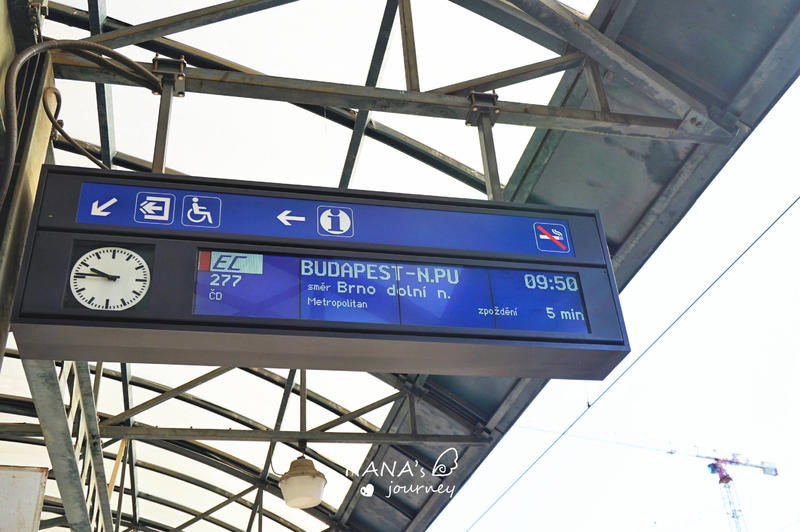 EC
BUDAPEST-N.PU
09:50
277
směr Brno dolní n.
ČD
Metropolitan
zpoždění
5 min
NANA's
journey